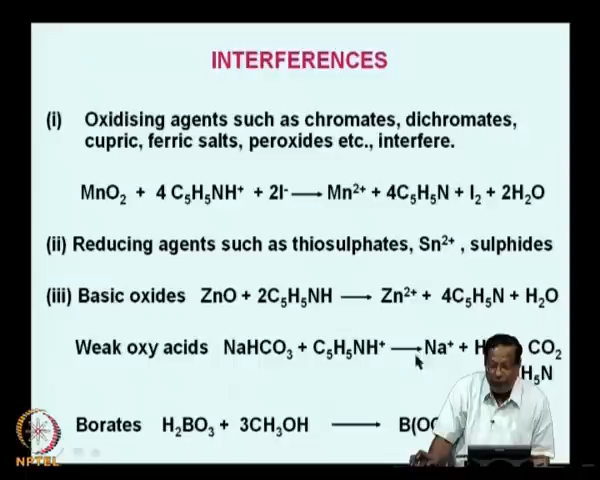 INTERFERENCES
(i) Oxidising agents such as chromates, dichromates,
cupric, ferric salts, peroxides etc., interfere.
MnO₂ + 4 C₅H₅NH⁺ + 2I⁻ → Mn²⁺ + 4C₅H₅N + I₂ + 2H₂O
(ii) Reducing agents such as thiosulphates, Sn²⁺ , sulphides
(iii) Basic oxides ZnO + 2C₅H₅NH → Zn²⁺ + 4C₅H₅N + H₂O
Weak oxy acids NaHCO₃ + C₅H₅NH⁺ → Na⁺ + H CO₂
H₅N
Borates H₂BO₃ + 3CH₃OH → B(O
NPTEL